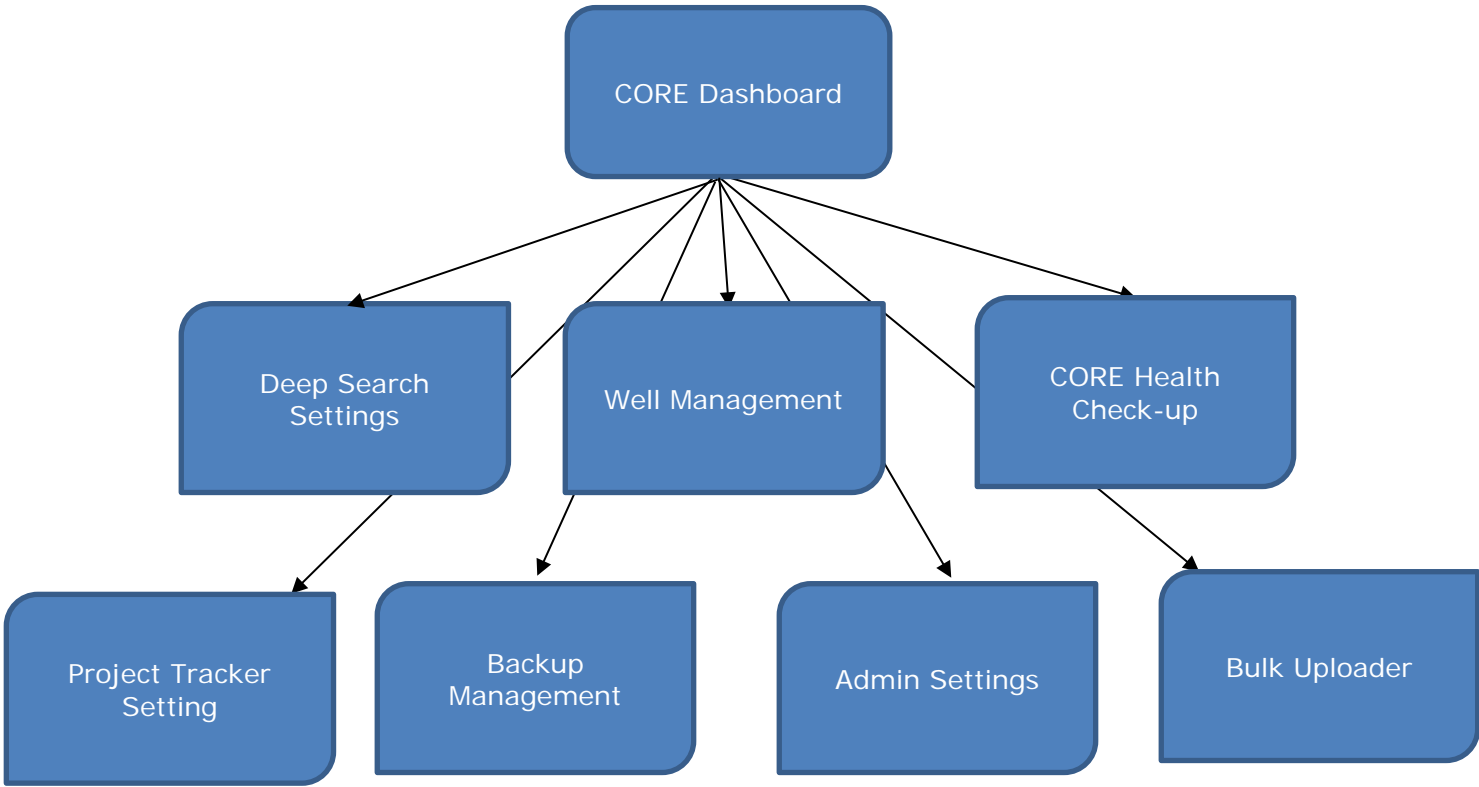 CORE Dashboard
Deep Search
Settings
Well Management
CORE Health
Check-up
Project Tracker
Setting
Backup
Management
Admin Settings
Bulk Uploader